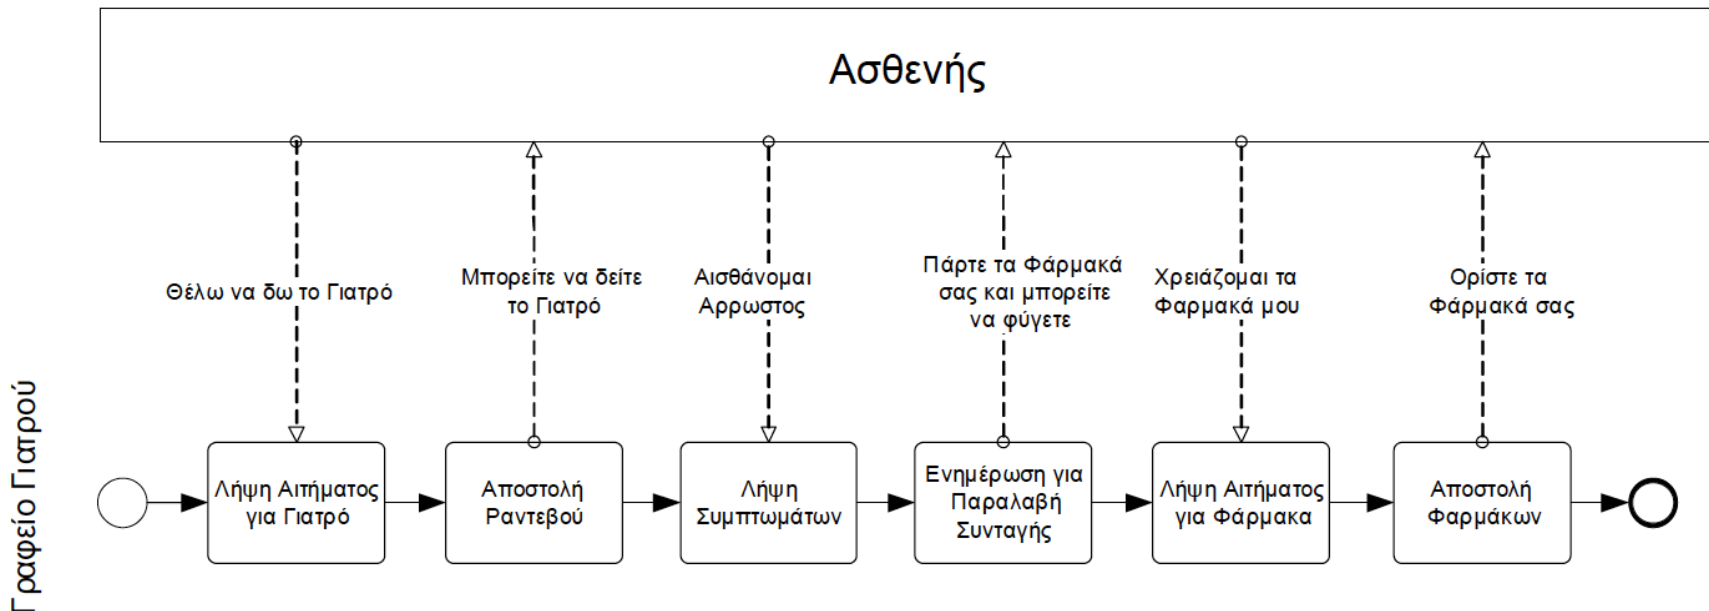 Ασθενής
Θέλω να δω το Γιατρό
Μπορείτε να δείτε
το Γιατρό
Αισθάνομαι
Αρρωστος
Πάρτε τα Φάρμακά
σας και μπορείτε
να φύγετε
Χρειάζομαι τα
Φαρμακά μου
Ορίστε τα
Φάρμακά σας
Γραφείο Γιατρού
Λήψη Αιτήματος
για Γιατρό
Αποστολή
Ραντεβού
Λήψη
Συμπτωμάτων
Ενημέρωση για
Παραλαβή
Συνταγής
Λήψη Αιτήματος
για Φάρμακα
Αποστολή
Φαρμάκων